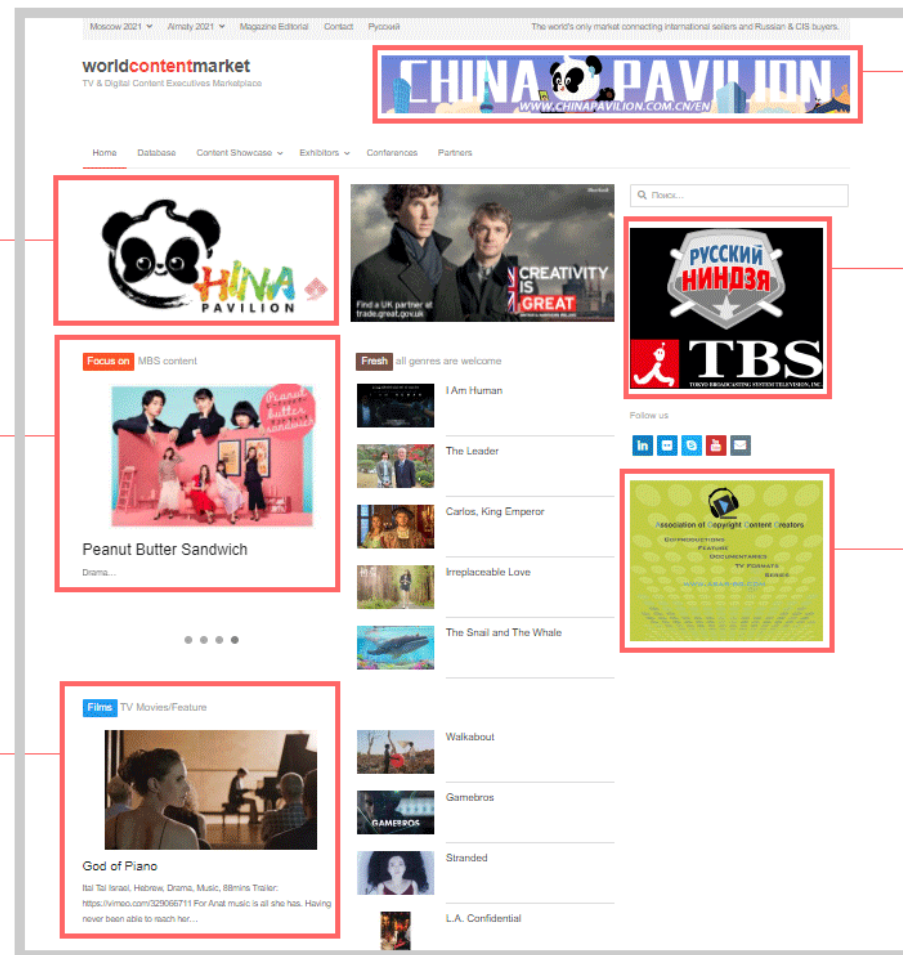 Moscow 2021 Almaty 2021 Magazine Editorial Contact Русский The world's only market connecting international sellers and Russian & CIS buyers.
worldcontentmarket
TV & Digital Content Executives Marketplace
CHINA PAVILION
WWW.CHINAPAVILION.COM.CN/EN
Home Database Content Showcase Exhibitors Conferences Partners
CHINA
PAVILION
CREATIVITY
IS
GREAT
Find a UK partner at
trade.great.gov.uk
Поиск...
РУССКИЙ
НИНДЗЯ
TBS
TOKYO BROADCASTING SYSTEM TELEVISION, INC.
Focus on MBS content
Peanut
butter
Sandwich
Peanut Butter Sandwich
Drama...
Fresh all genres are welcome
I Am Human
The Leader
Carlos, King Emperor
Irreplaceable Love
The Snail and The Whale
Walkabout
GAMEBROS
Gamebros
Stranded
L.A. Confidential
Follow us
in
Association of Copyright Content Creators
COPRODUCTIONS
FEATURE
DOCUMENTARIES
TV FORMATS
SERIES
Films TV Movies/Feature
God of Piano
Ital Tal Israel, Hebrew, Drama, Music, 88mins Trailer:
https://vimeo.com/329066711 For Anat music is all she has. Having
never been able to reach her…